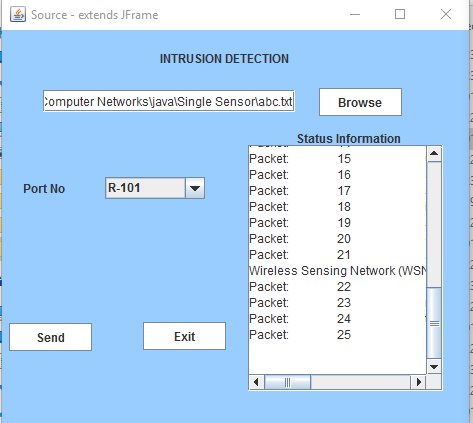 Source - extends JFrame
INTRUSION DETECTION
Computer Networks\java\Single Sensor\abc.txt
Browse
Status Information
Port No
R-101
Packet: 15
Packet: 16
Packet: 17
Packet: 18
Packet: 19
Packet: 20
Packet: 21
Wireless Sensing Network (WSN
Packet: 22
Packet: 23
Packet: 24
Packet: 25
Send
Exit